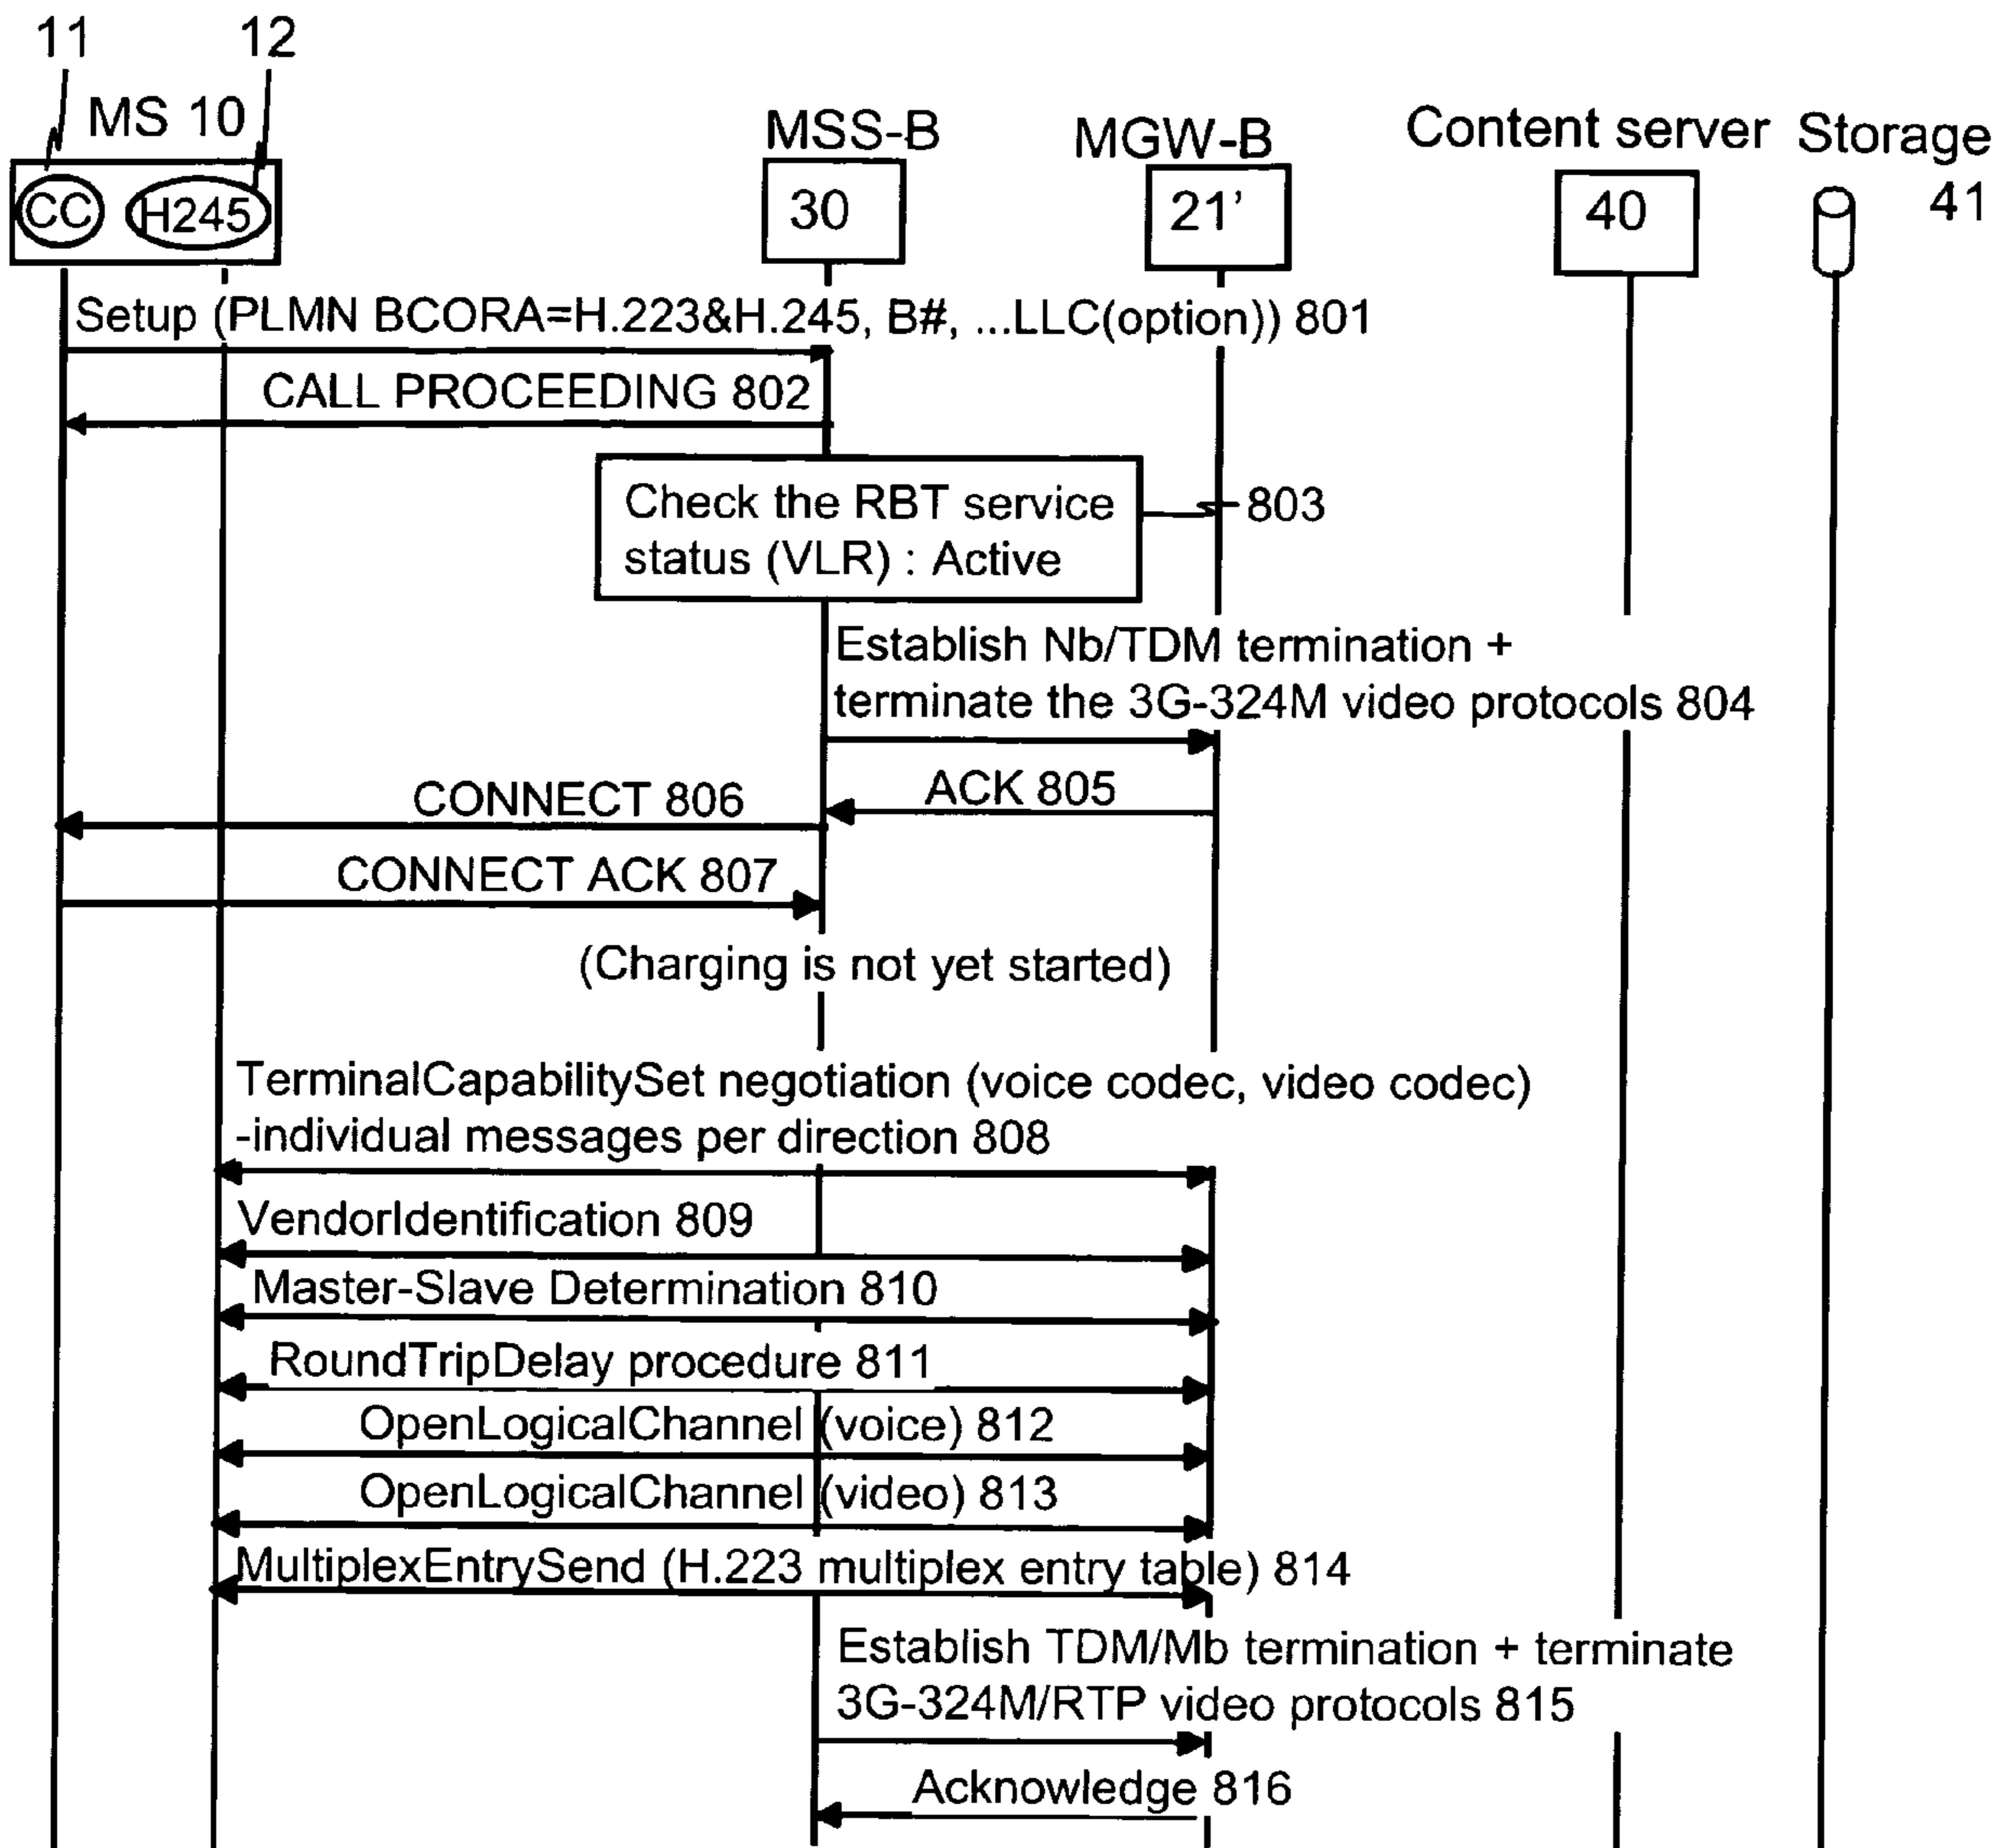 11
12
MS 10
MSS-B
MGW-B
Content server
Storage
CC
H245
30
21'
40
41
Setup (PLMN BCORA=H.223&H.245, B#, ...LLC(option)) 801
CALL PROCEEDING 802
Check the RBT service
status (VLR) : Active
803
Establish Nb/TDM termination +
terminate the 3G-324M video protocols 804
ACK 805
CONNECT 806
CONNECT ACK 807
(Charging is not yet started)
TerminalCapabilitySet negotiation (voice codec, video codec)
-individual messages per direction 808
VendorIdentification 809
Master-Slave Determination 810
RoundTripDelay procedure 811
OpenLogicalChannel (voice) 812
OpenLogicalChannel (video) 813
MultiplexEntrySend (H.223 multiplex entry table) 814
Establish TDM/Mb termination + terminate
3G-324M/RTP video protocols 815
Acknowledge 816